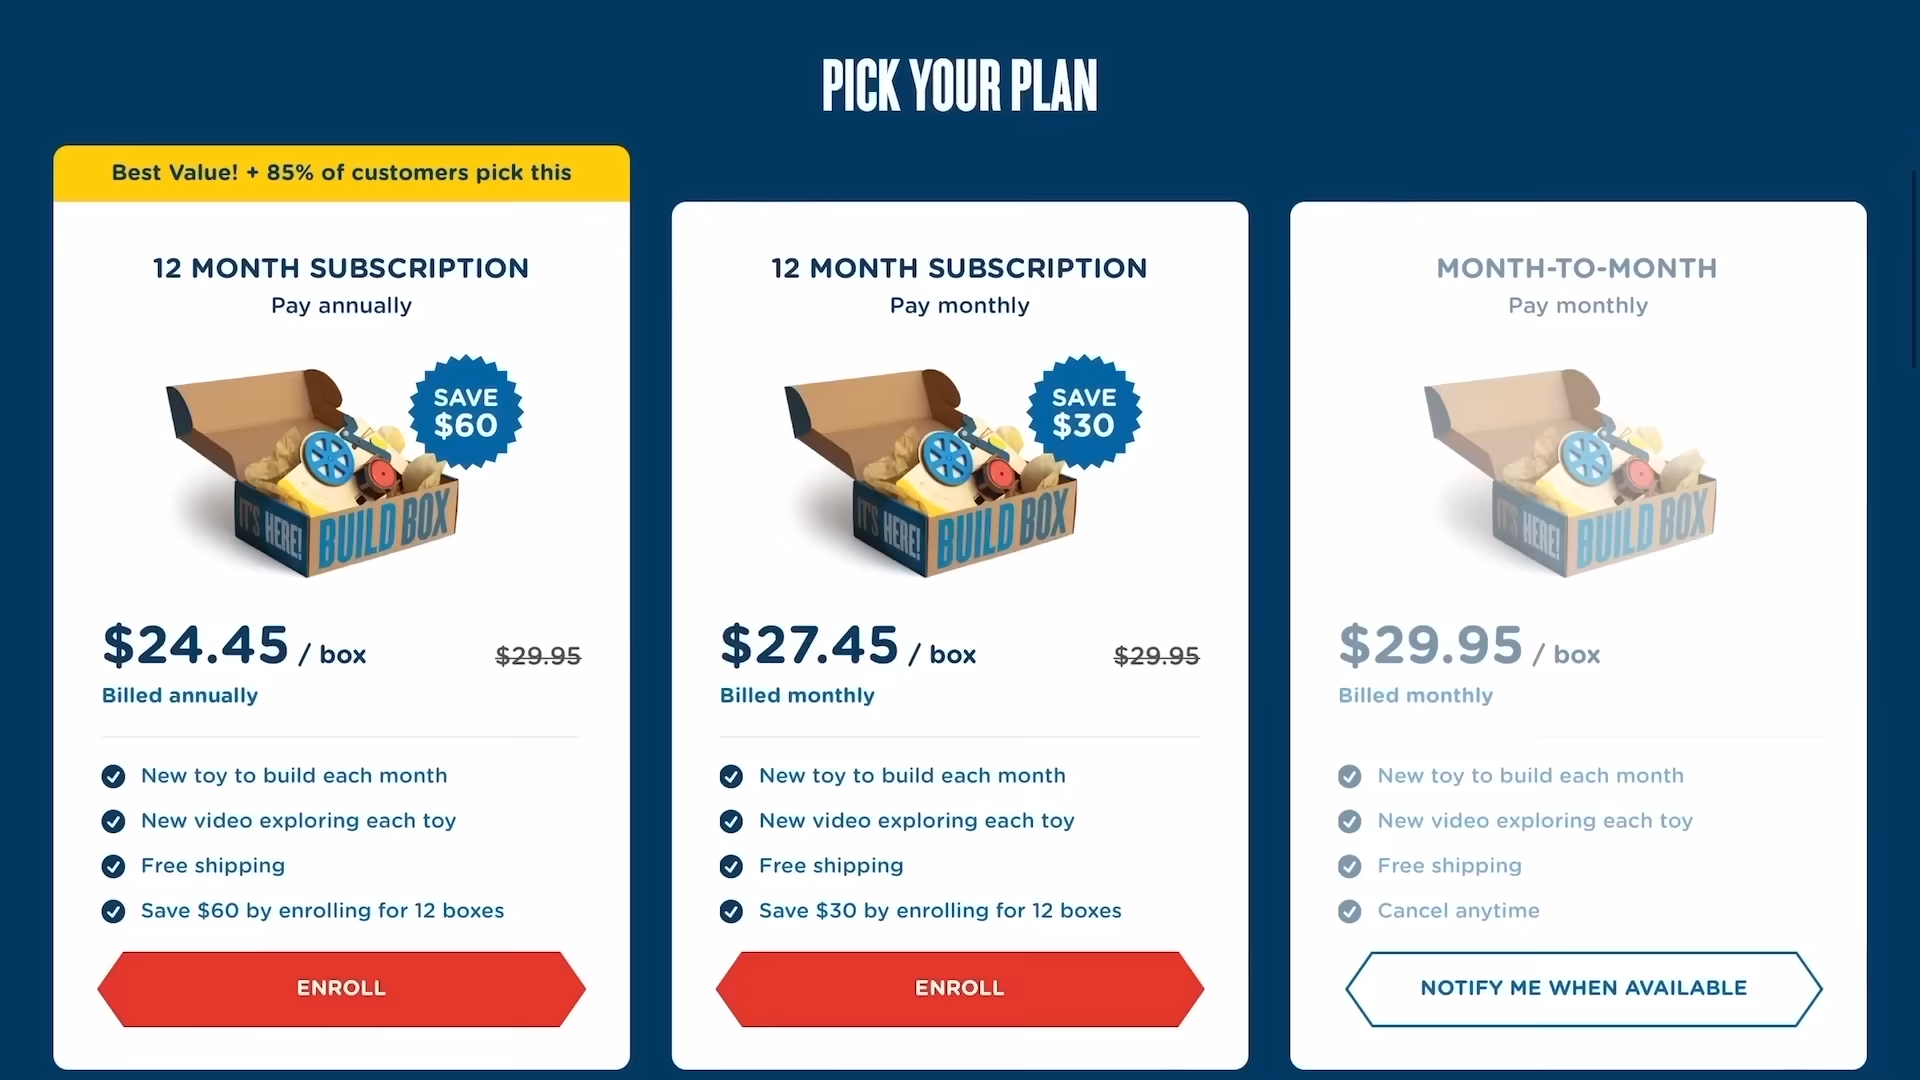 PICK YOUR PLAN
Best Value! + 85% of customers pick this
12 MONTH SUBSCRIPTION
Pay annually
SAVE
$60
IT'S HERE!
BUILD BOX
$24.45 / box
$29.95
Billed annually
New toy to build each month
New video exploring each toy
Free shipping
Save $60 by enrolling for 12 boxes
ENROLL
12 MONTH SUBSCRIPTION
Pay monthly
SAVE
$30
IT'S HERE!
BUILD BOX
$27.45 / box
$29.95
Billed monthly
New toy to build each month
New video exploring each toy
Free shipping
Save $30 by enrolling for 12 boxes
ENROLL
MONTH-TO-MONTH
Pay monthly
IT'S HERE!
BUILD BOX
$29.95 / box
Billed monthly
New toy to build each month
New video exploring each toy
Free shipping
Cancel anytime
NOTIFY ME WHEN AVAILABLE